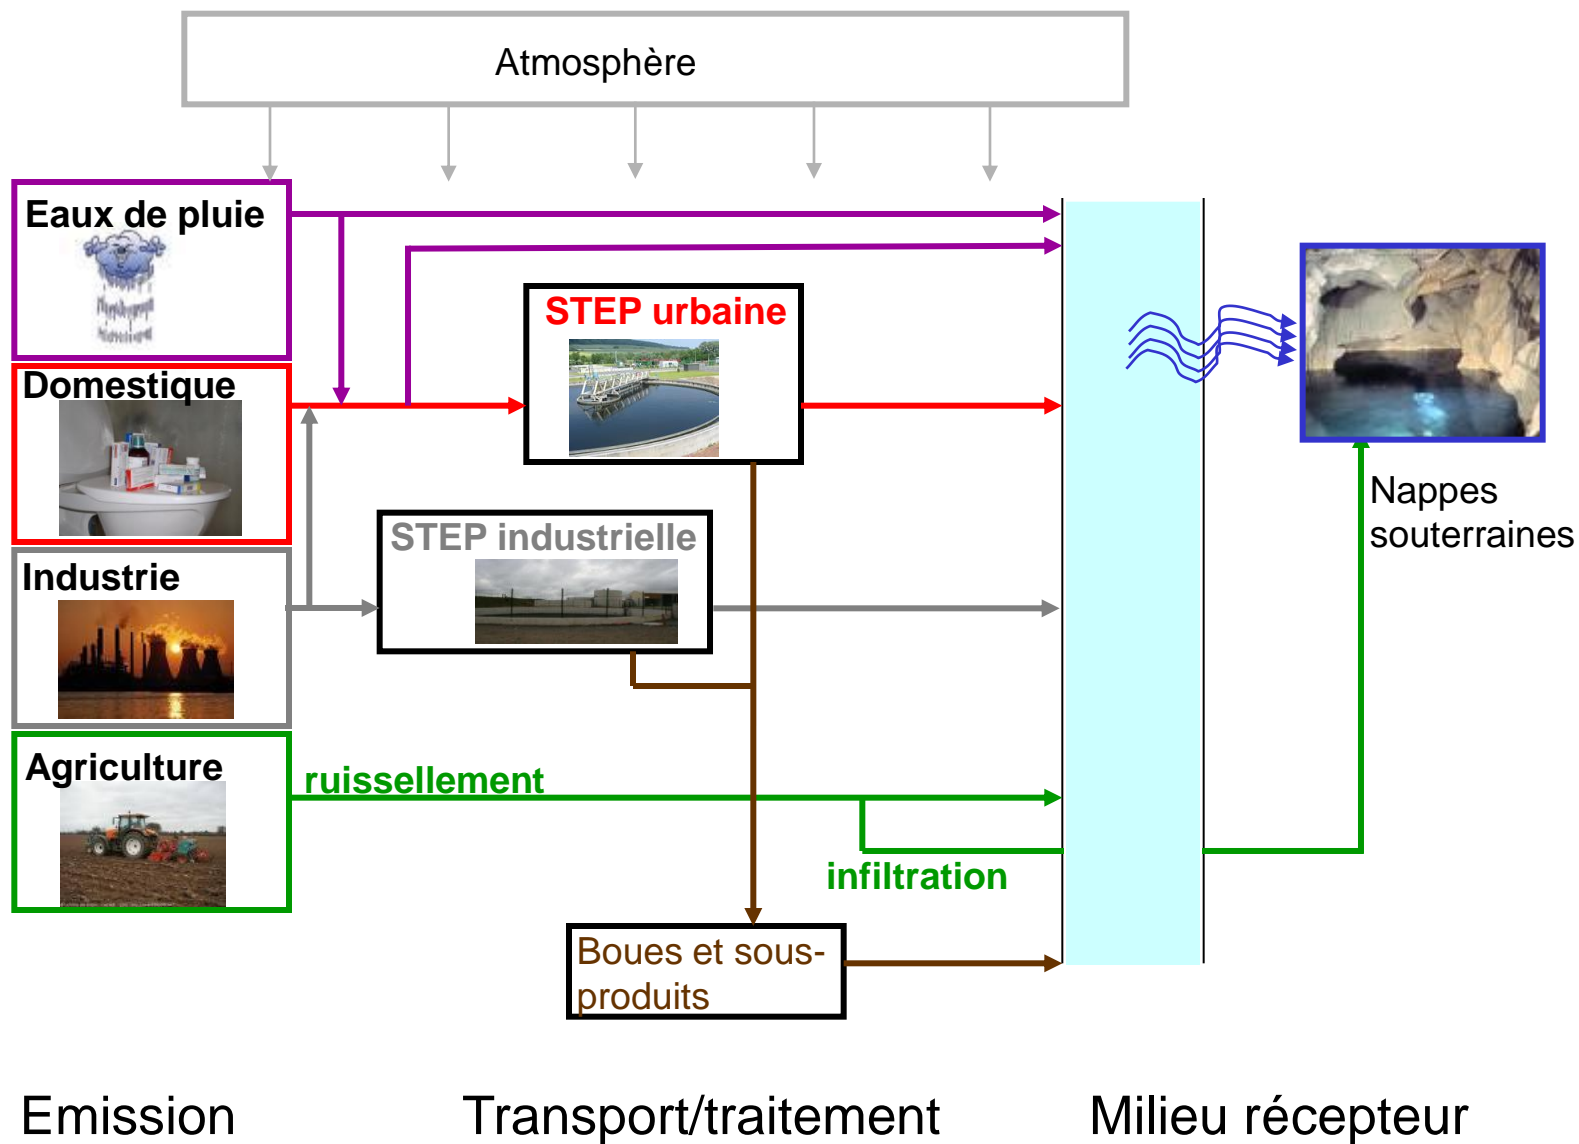 Atmosphère
Eaux de pluie
STEP urbaine
Domestique
Nappes
souterraines
STEP industrielle
Industrie
Agriculture
ruissellement
infiltration
Boues et sous-
produits
Emission
Transport/traitement
Milieu récepteur